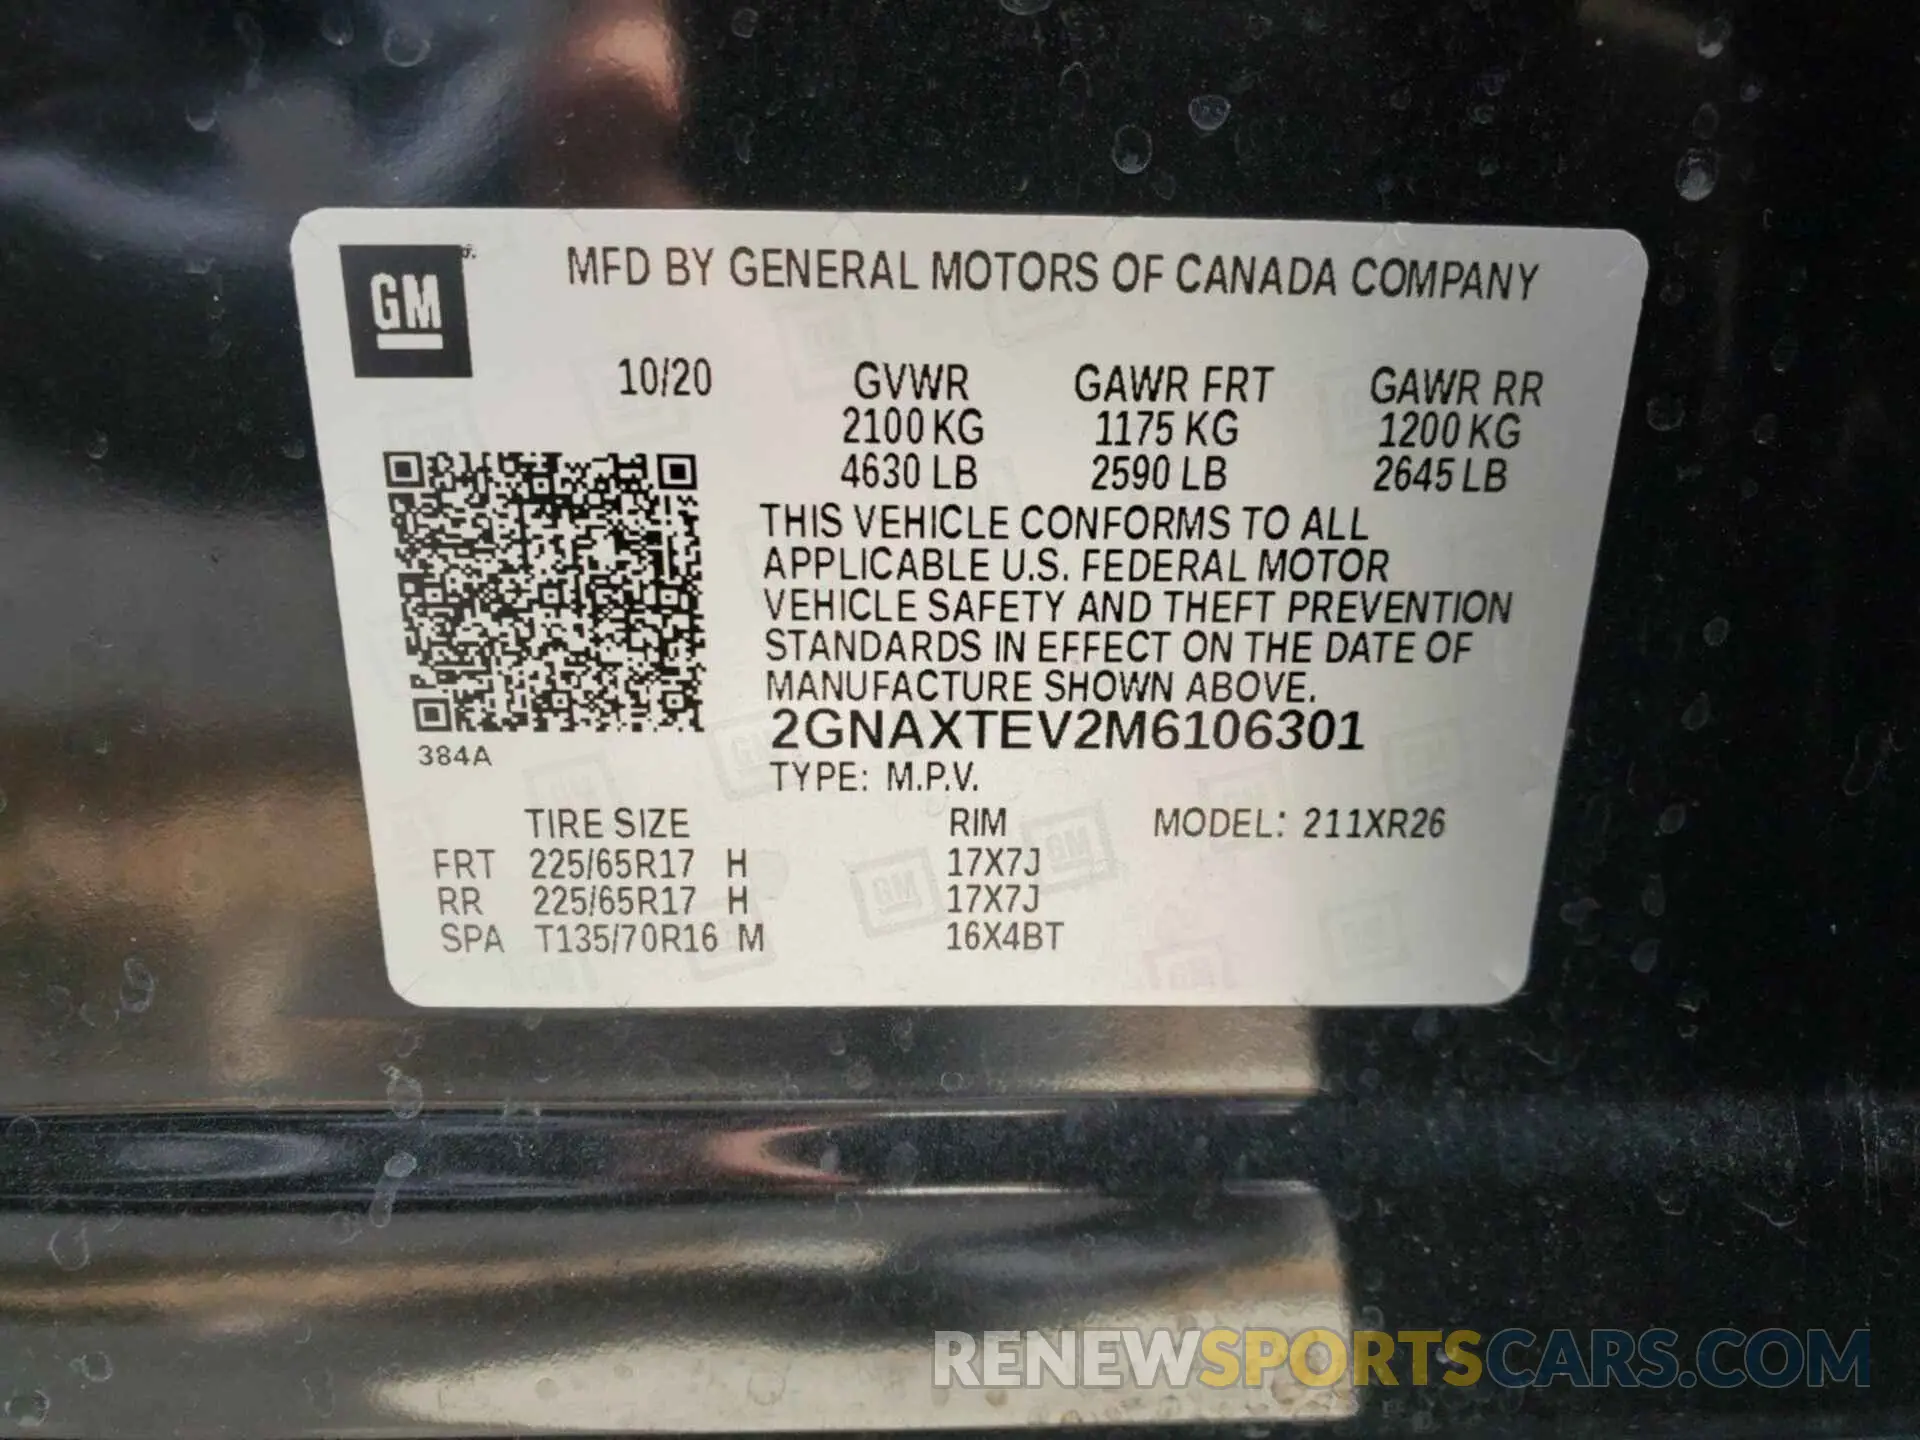 GM
MFD BY GENERAL MOTORS OF CANADA COMPANY
10/20 GVWR GAWR FRT GAWR RR
2100 KG 1175 KG 1200 KG
4630 LB 2590 LB 2645 LB
THIS VEHICLE CONFORMS TO ALL
APPLICABLE U.S. FEDERAL MOTOR
VEHICLE SAFETY AND THEFT PREVENTION
STANDARDS IN EFFECT ON THE DATE OF
MANUFACTURE SHOWN ABOVE.
2GNAXTEV2M6106301
384A
TYPE: M.P.V.
TIRE SIZE RIM MODEL: 211XR26
FRT 225/65R17 H 17X7J
RR 225/65R17 H 17X7J
SPA T135/70R16 M 16X4BT
RENEWSPORTSCARS.COM